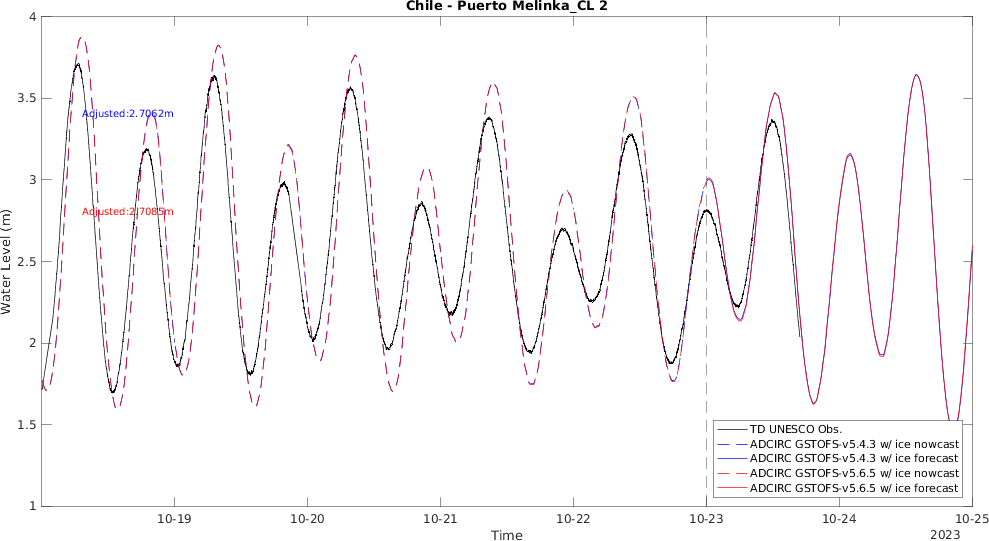 Chile - Puerto Melinka_CL 2
4
3.5
3
2.5
2
1.5
1
Water Level (m)
Adjusted:2.7062m
Adjusted:2.7085m
TD UNESCO Obs.
ADCIRC GSTOFS-v5.4.3 w/ ice nowcast
ADCIRC GSTOFS-v5.4.3 w/ ice forecast
ADCIRC GSTOFS-v5.6.5 w/ ice nowcast
ADCIRC GSTOFS-v5.6.5 w/ ice forecast
10-19 10-20 10-21 10-22 10-23 10-24 10-25
Time
2023